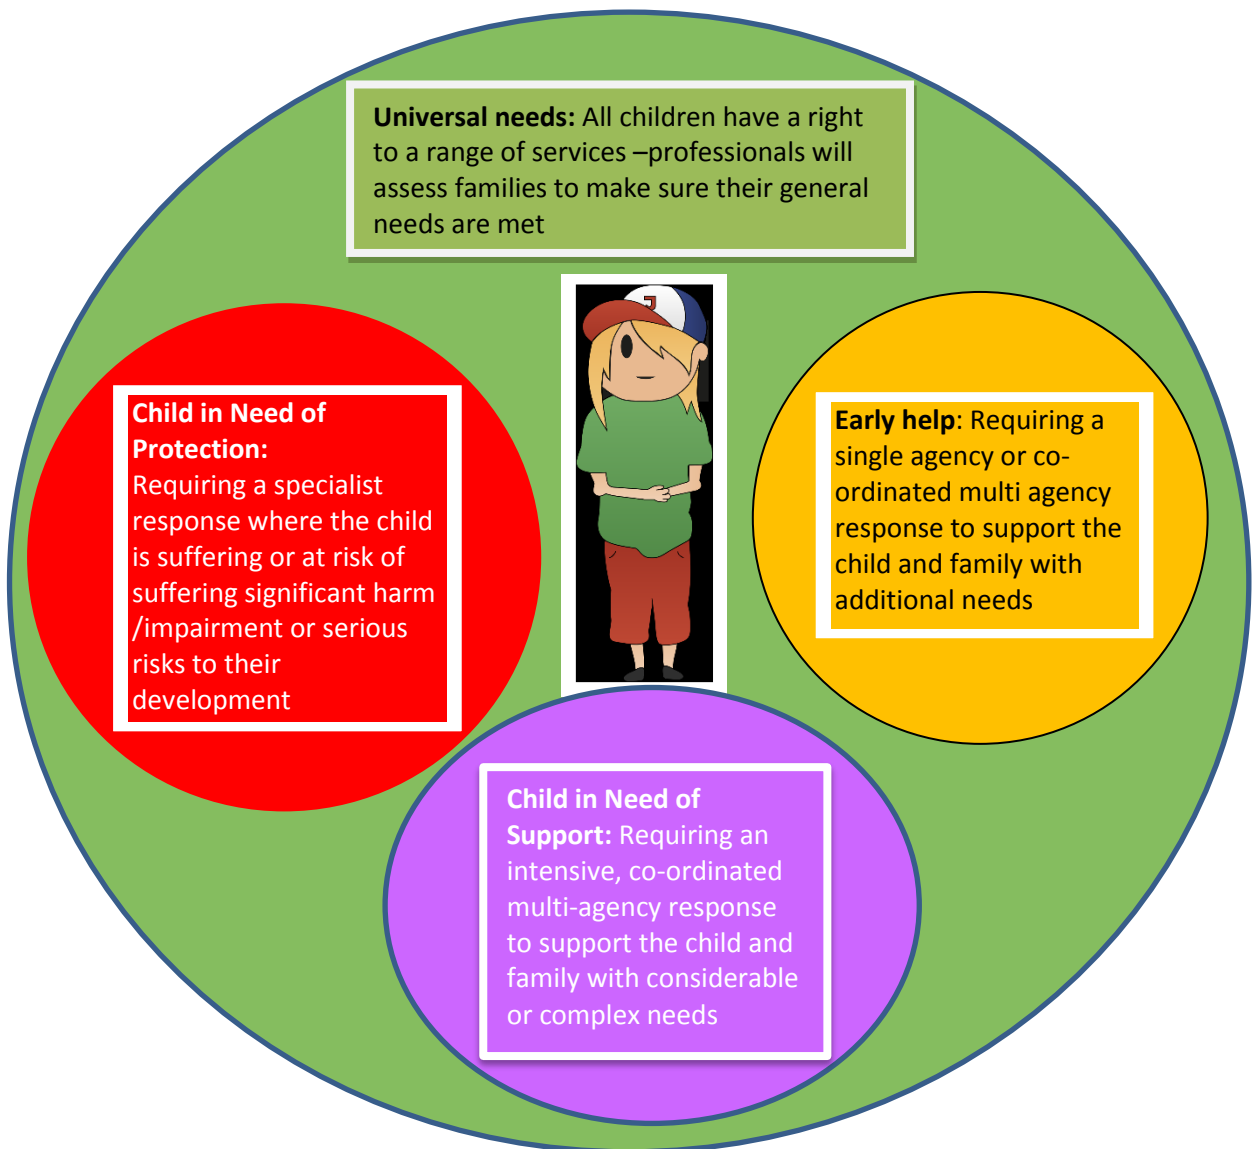 Universal needs: All children have a right
to a range of services –professionals will
assess families to make sure their general
needs are met
J
Child in Need of
Protection:
Requiring a specialist
response where the child
is suffering or at risk of
suffering significant harm
/impairment or serious
risks to their
development
Early help: Requiring a
single agency or co-
ordinated multi agency
response to support the
child and family with
additional needs
Child in Need of
Support: Requiring an
intensive, co-ordinated
multi-agency response
to support the child and
family with considerable
or complex needs